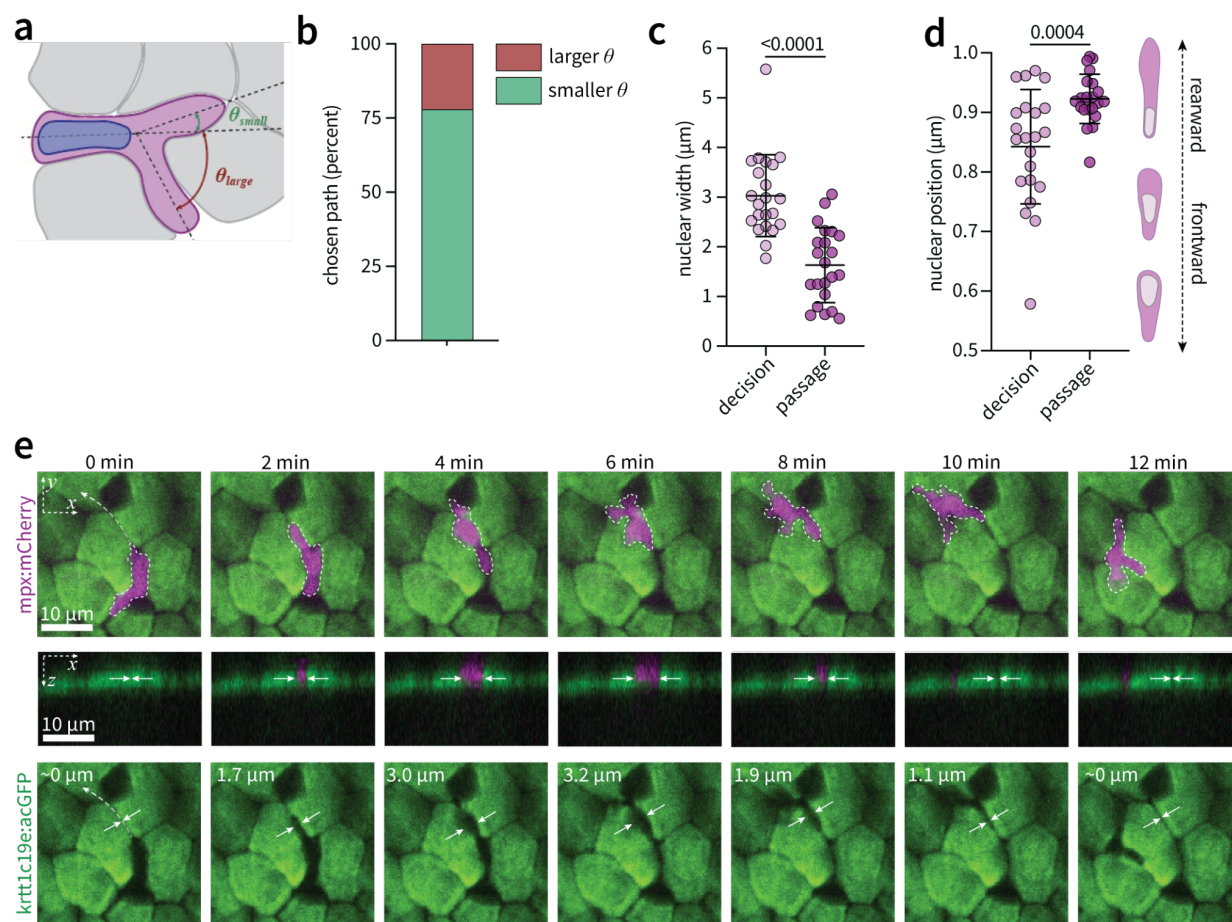 a
θsmall
θlarge
b
chosen path (percent)
100
75
50
25
0
larger θ
smaller θ
c
nuclear width (μm)
6
5
4
3
2
1
0
<0.0001
decision
passage
d
nuclear position (μm)
1.0
0.9
0.8
0.7
0.6
0.5
0.0004
decision
passage
rearward
frontward
e
0 min
2 min
4 min
6 min
8 min
10 min
12 min
mpx:mCherry
y
x
10 μm
x
z
10 μm
krtt1c19e:acGFP
~0 μm
1.7 μm
3.0 μm
3.2 μm
1.9 μm
1.1 μm
~0 μm